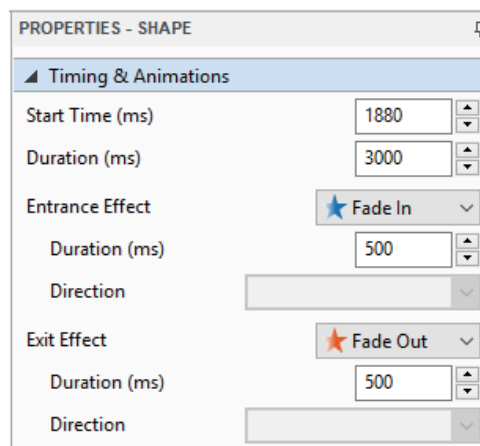 PROPERTIES - SHAPE
Timing & Animations
Start Time (ms) 1880
Duration (ms) 3000
Entrance Effect Fade In
Duration (ms) 500
Direction
Exit Effect Fade Out
Duration (ms) 500
Direction